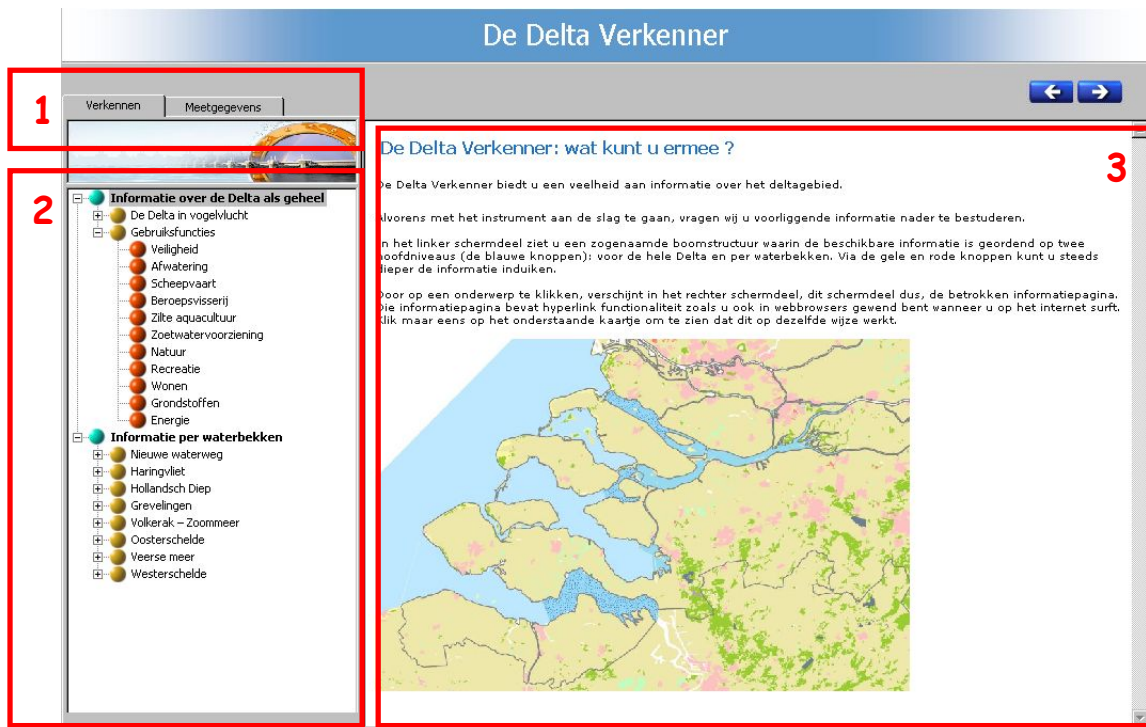 De Delta Verkenner
1
Verkennen
Meetgegevens
2
Informatie over de Delta als geheel
De Delta in vogelvlucht
Gebruiksfuncties
Veiligheid
Afwatering
Scheepvaart
Beroepsvisserij
Zilte aquacultuur
Zoetwatervoorziening
Natuur
Recreatie
Wonen
Grondstoffen
Energie
Informatie per waterbekken
Nieuwe waterweg
Haringvliet
Hollandsch Diep
Grevelingen
Volkerak – Zoommeer
Oosterschelde
Veerse meer
Westerschelde
3
De Delta Verkenner: wat kunt u ermee ?
De Delta Verkenner biedt u een veelheid aan informatie over het deltagebied.
Alvorens met het instrument aan de slag te gaan, vragen wij u voorliggende informatie nader te bestuderen.
In het linker schermdeel ziet u een zogenaamde boomstructuur waarin de beschikbare informatie is geordend op twee
hoofdniveaus (de blauwe knoppen): voor de hele Delta en per waterbekken. Via de gele en rode knoppen kunt u steeds
dieper de informatie induiken.
Door op een onderwerp te klikken, verschijnt in het rechter schermdeel, dit schermdeel dus, de betrokken informatiepagina.
Die informatiepagina bevat hyperlink functionaliteit zoals u ook in webbrowsers gewend bent wanneer u op het internet surft.
Klik maar eens op het onderstaande kaartje om te zien dat dit op dezelfde wijze werkt.